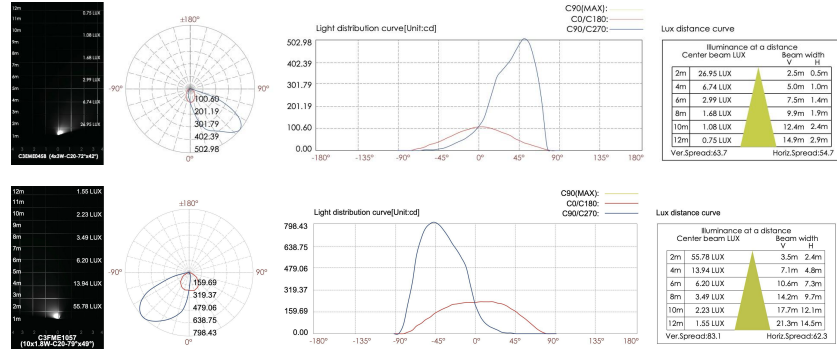 12m 0.75 LUX
11m
10m 1.08 LUX
9m
8m 1.68 LUX
7m
6m 2.99 LUX
5m
4m 6.74 LUX
3m
2m 26.95 LUX
1m
C3EME0458 (4x3W-C20-72°x42°)
±180°
-90° 90°
100.60
201.19
301.79
402.39
502.98
0°
C90(MAX):
C0/C180:
C90/C270:
Light distribution curve[Unit:cd]
502.98
402.39
301.79
201.19
100.60
0.00
-180° -135° -90° -45° 0° 45° 90° 135° 180°
Lux distance curve
Illuminance at a distance
Center beam LUX Beam width
V H
2m 26.95 LUX 2.5m 0.5m
4m 6.74 LUX 5.0m 1.0m
6m 2.99 LUX 7.5m 1.4m
8m 1.68 LUX 9.9m 1.9m
10m 1.08 LUX 12.4m 2.4m
12m 0.75 LUX 14.9m 2.9m
Ver.Spread:63.7 Horiz.Spread:54.7
12m 1.55 LUX
11m
10m 2.23 LUX
9m
8m 3.49 LUX
7m
6m 6.20 LUX
5m
4m 13.94 LUX
3m
2m 55.78 LUX
1m
C3FME1057
(10x1.8W-C20-79°x49°)
±180°
-90° 90°
159.69
319.37
479.06
638.75
798.43
0°
C90(MAX):
C0/C180:
C90/C270:
Light distribution curve[Unit:cd]
798.43
638.75
479.06
319.37
159.69
0.00
-180° -135° -90° -45° 0° 45° 90° 135° 180°
Lux distance curve
Illuminance at a distance
Center beam LUX Beam width
V H
2m 55.78 LUX 3.5m 2.4m
4m 13.94 LUX 7.1m 4.8m
6m 6.20 LUX 10.6m 7.3m
8m 3.49 LUX 14.2m 9.7m
10m 2.23 LUX 17.7m 12.1m
12m 1.55 LUX 21.3m 14.5m
Ver.Spread:83.1 Horiz.Spread:62.3